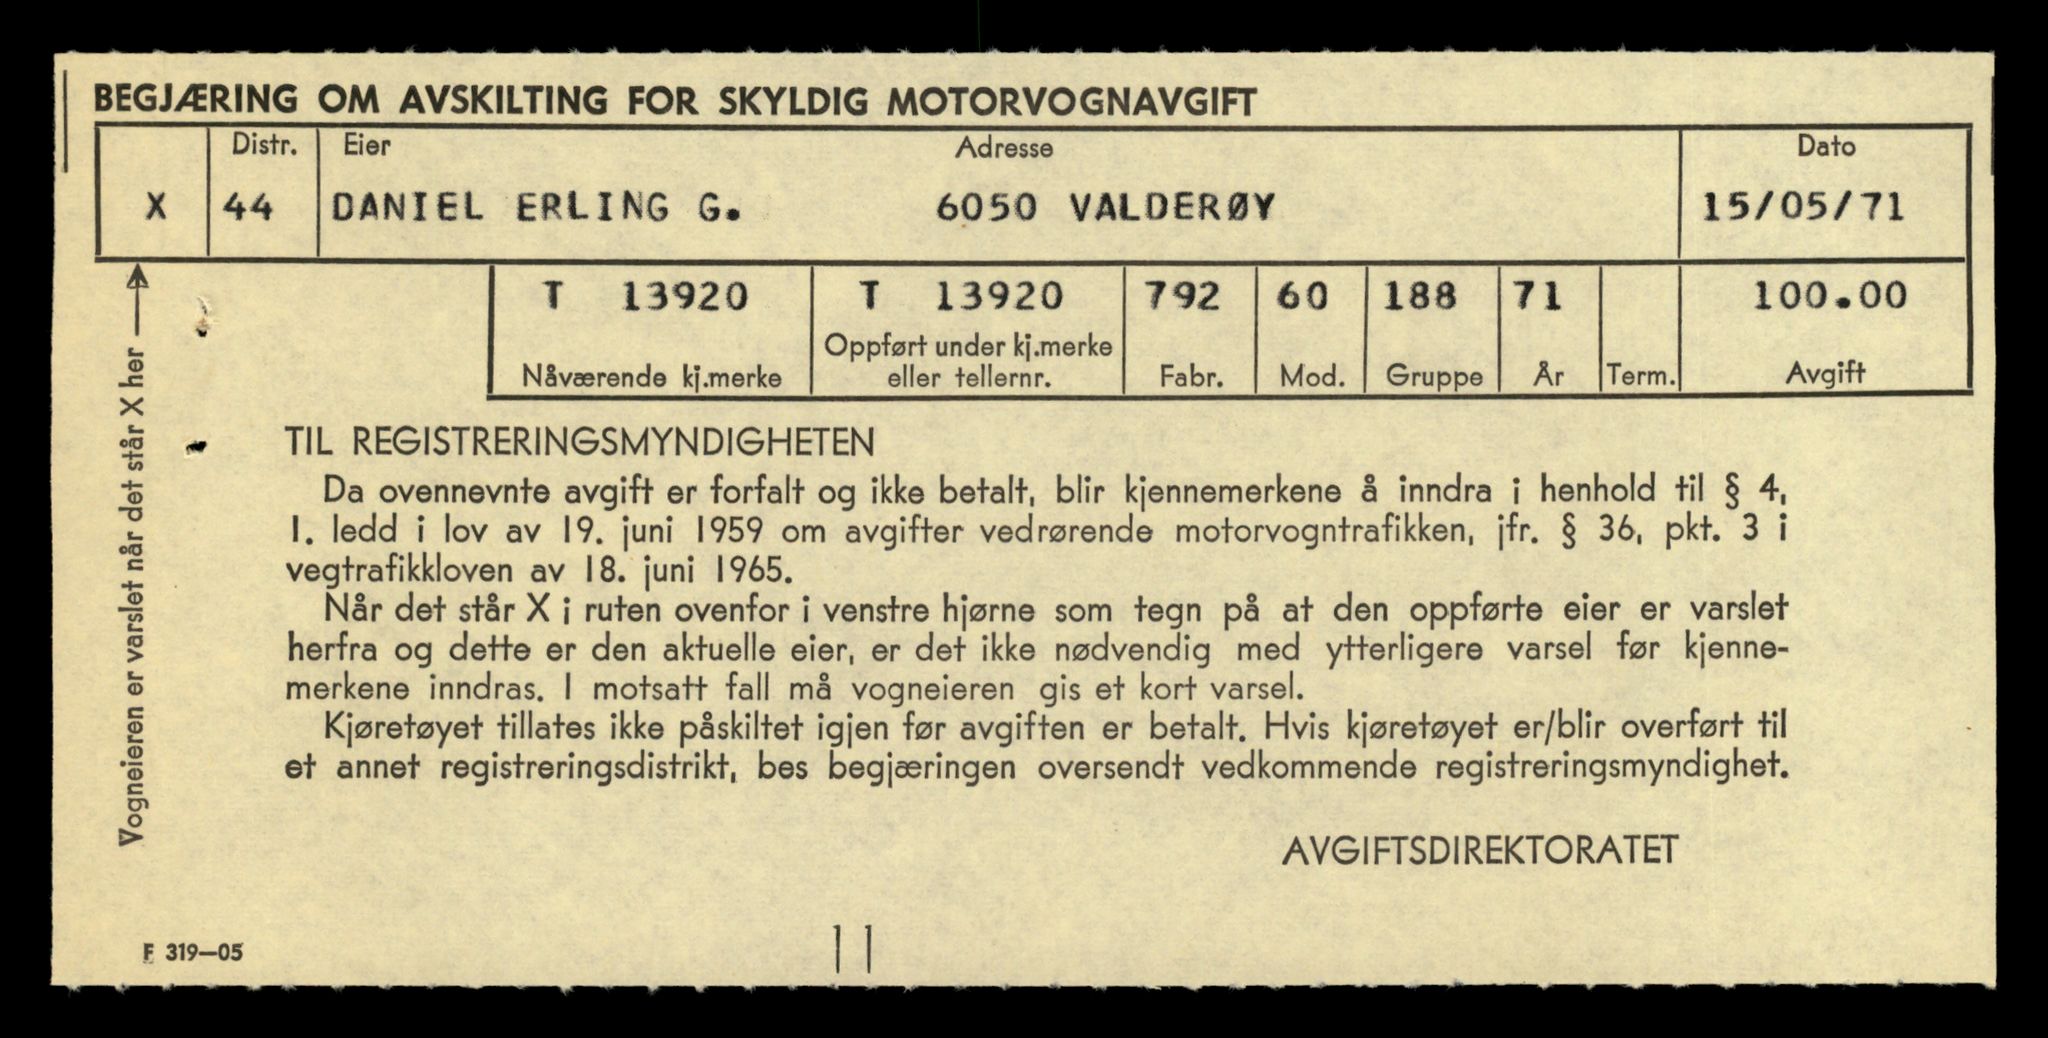 BEGJÆRING OM AVSKILTING FOR SKYLDIG MOTORVOGNAVGIFT
Distr. Eier Adresse Dato
X 44 DANIEL ERLING G. 6050 VALDERØY 15/05/71
T 13920 T 13920 792 60 188 71 100.00
Nåværende kj.merke Oppført under kj.merke eller tellernr. Fabr. Mod. Gruppe År Term. Avgift
Vogneieren er varslet når det står X her
TIL REGISTRERINGSMYNDIGHETEN
Da ovennevnte avgift er forfalt og ikke betalt, blir kjennemerkene å inndra i henhold til § 4,
1. ledd i lov av 19. juni 1959 om avgifter vedrørende motorvogntrafikken, jfr. § 36, pkt. 3 i
vegtrafikkloven av 18. juni 1965.
Når det står X i ruten ovenfor i venstre hjørne som tegn på at den oppførte eier er varslet
herfra og dette er den aktuelle eier, er det ikke nødvendig med ytterligere varsel før kjenne-
merkene inndras. I motsatt fall må vogneieren gis et kort varsel.
Kjøretøyet tillates ikke påskiltet igjen før avgiften er betalt. Hvis kjøretøyet er/blir overført til
et annet registreringsdistrikt, bes begjæringen oversendt vedkommende registreringsmyndighet.
AVGIFTSDIREKTORATET
F 319—05